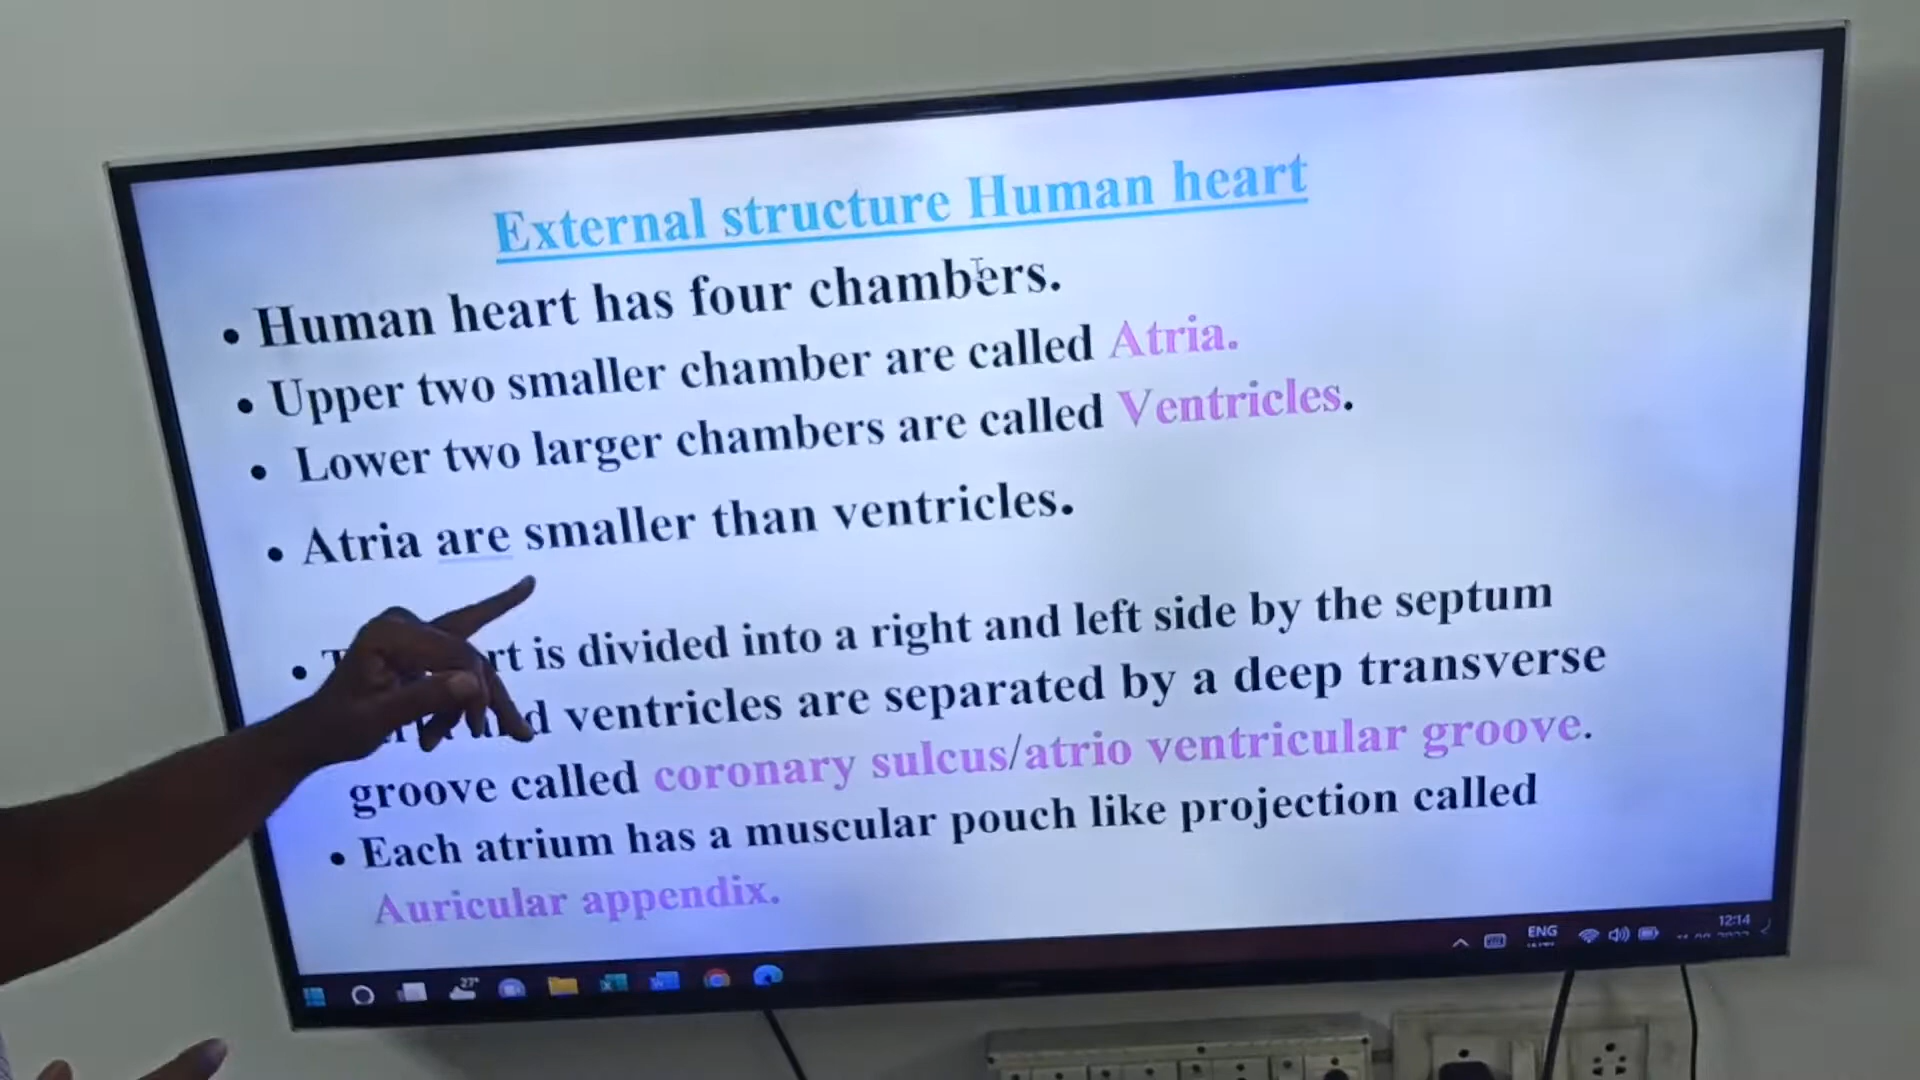 External structure Human heart
• Human heart has four chambers.
• Upper two smaller chamber are called Atria.
• Lower two larger chambers are called Ventricles.
• Atria are smaller than ventricles.
• is divided into a right and left side by the septum
ventricles are separated by a deep transverse
groove called coronary sulcus/atrio ventricular groove.
• Each atrium has a muscular pouch like projection called
Auricular appendix.
27°
ENG
12:14